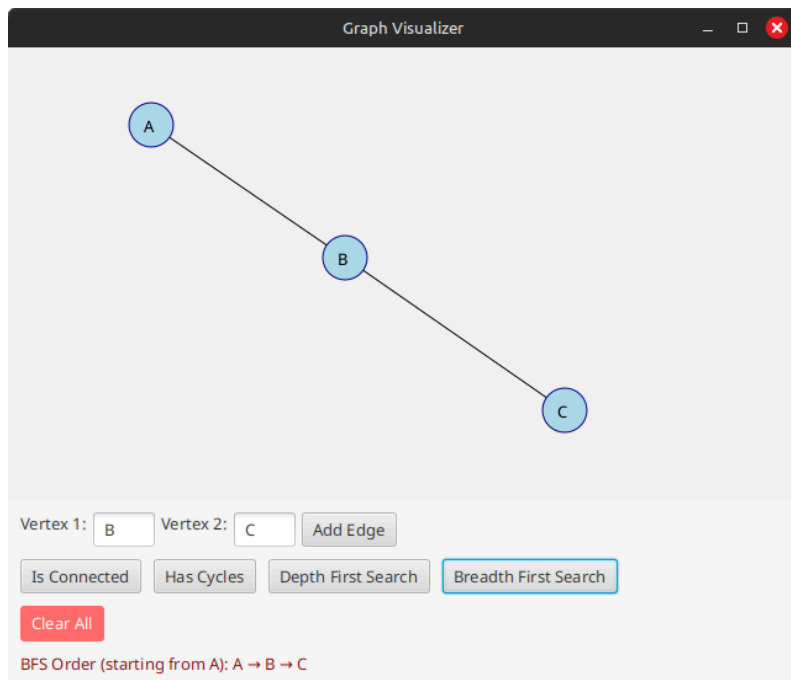 Graph Visualizer
A
B
C
Vertex 1: B Vertex 2: C Add Edge
Is Connected Has Cycles Depth First Search Breadth First Search
Clear All
BFS Order (starting from A): A → B → C